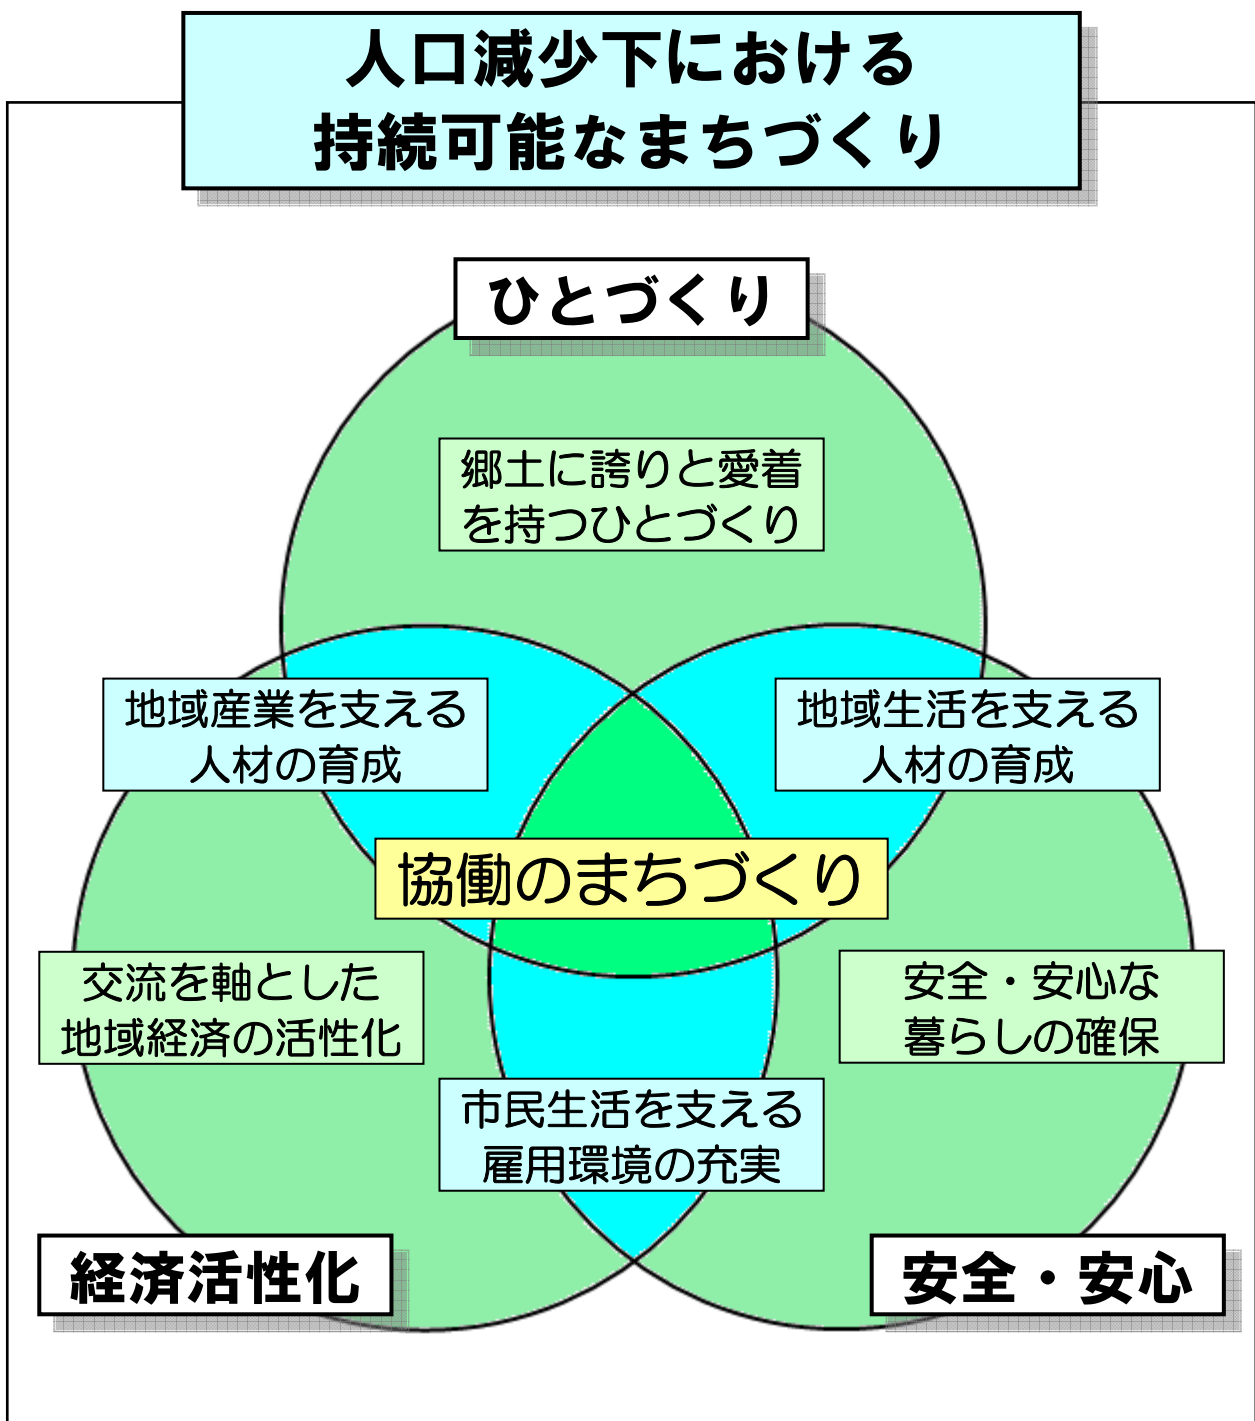 人口減少下における
持続可能なまちづくり
ひとづくり
郷土に誇りと愛着
を持つひとづくり
地域産業を支える
人材の育成
地域生活を支える
人材の育成
協働のまちづくり
交流を軸とした
地域経済の活性化
安全・安心な
暮らしの確保
市民生活を支える
雇用環境の充実
経済活性化
安全・安心